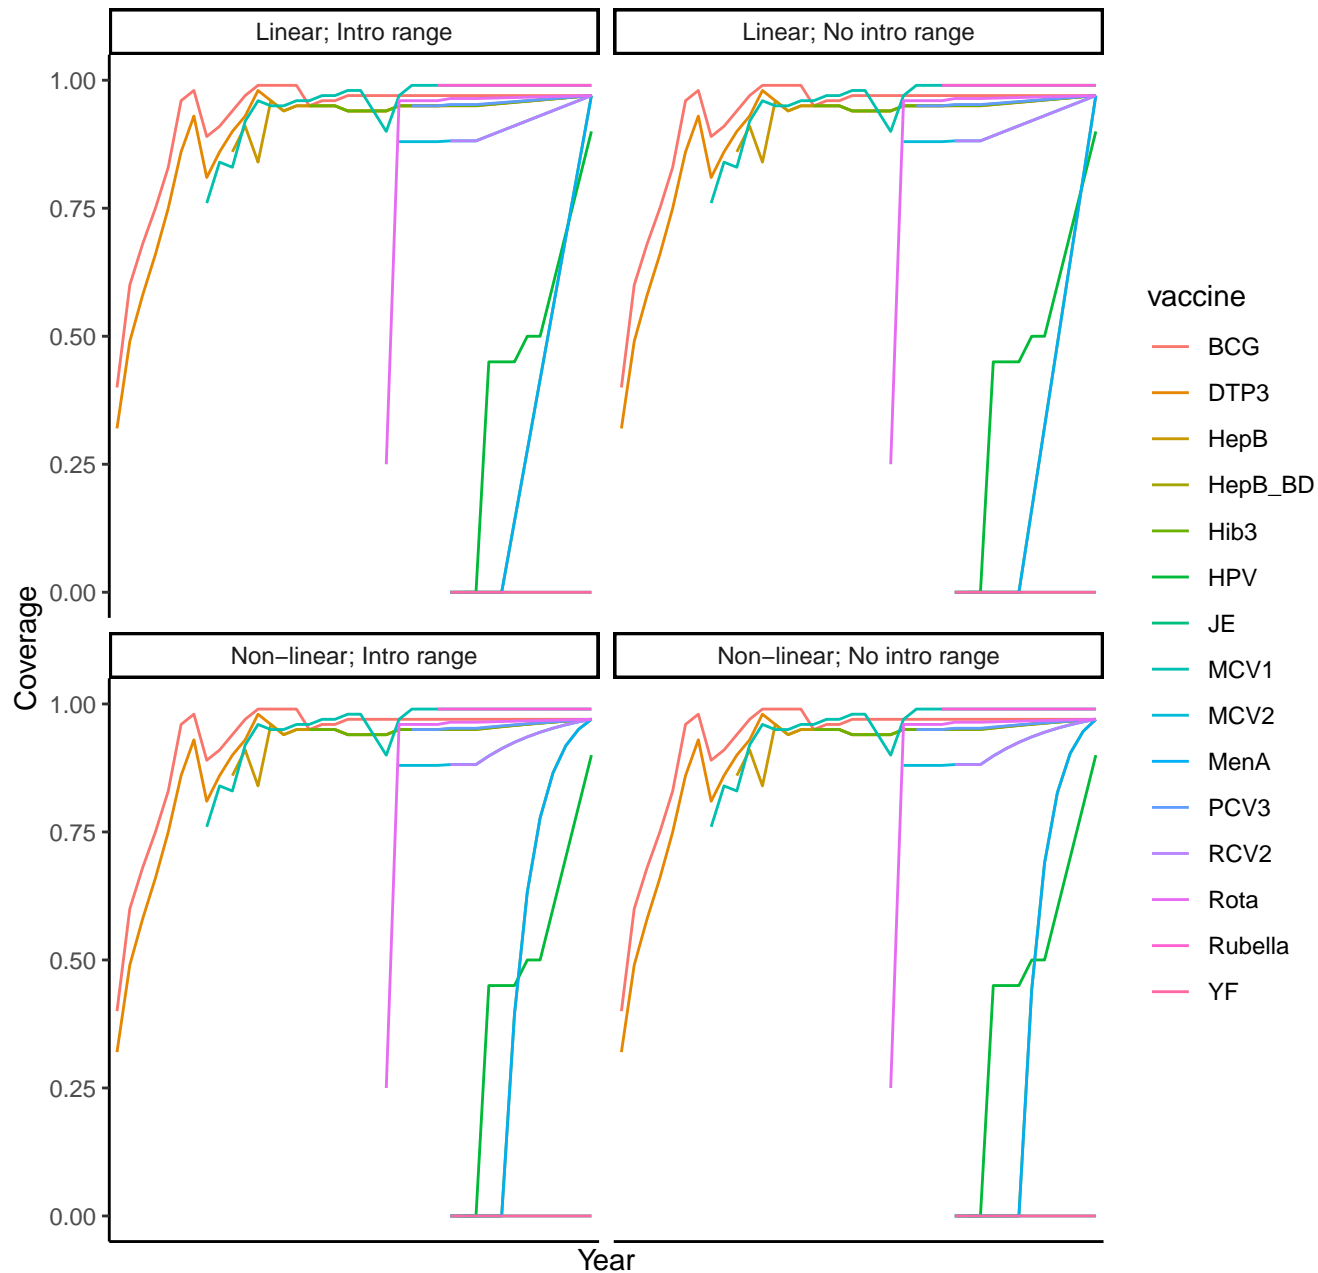 Linear; Intro range
Linear; No intro range
1.00
0.75
0.50
0.25
0.00
Non−linear; Intro range
Non−linear; No intro range
1.00
0.75
0.50
0.25
0.00
Coverage
Year
vaccine
BCG
DTP3
HepB
HepB_BD
Hib3
HPV
JE
MCV1
MCV2
MenA
PCV3
RCV2
Rota
Rubella
YF